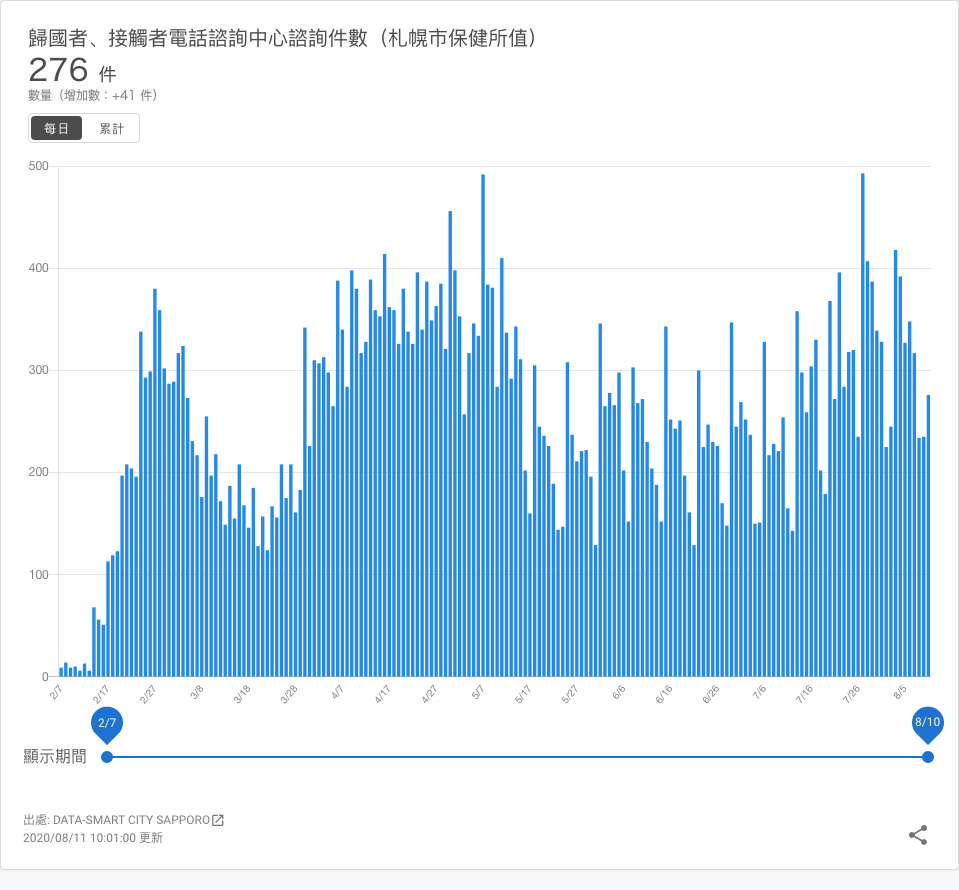 歸國者、接觸者電話諮詢中心諮詢件數（札幌市保健所值）
276 件
數量（增加數：+41 件）
每日 累計
500
400
300
200
100
0
2/7 2/17 2/27 3/8 3/18 3/28 4/7 4/17 4/27 5/7 5/17 5/27 6/6 6/16 6/26 7/6 7/16 7/26 8/5
2/7 8/10
顯示期間
出處: DATA-SMART CITY SAPPORO
2020/08/11 10:01:00 更新